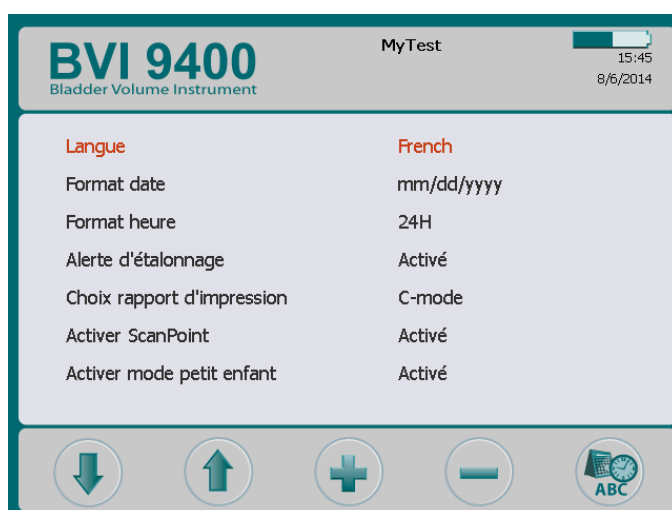 BVI 9400
Bladder Volume Instrument
MyTest
15:45
8/6/2014
Langue French
Format date mm/dd/yyyy
Format heure 24H
Alerte d'étalonnage Activé
Choix rapport d'impression C-mode
Activer ScanPoint Activé
Activer mode petit enfant Activé
ABC